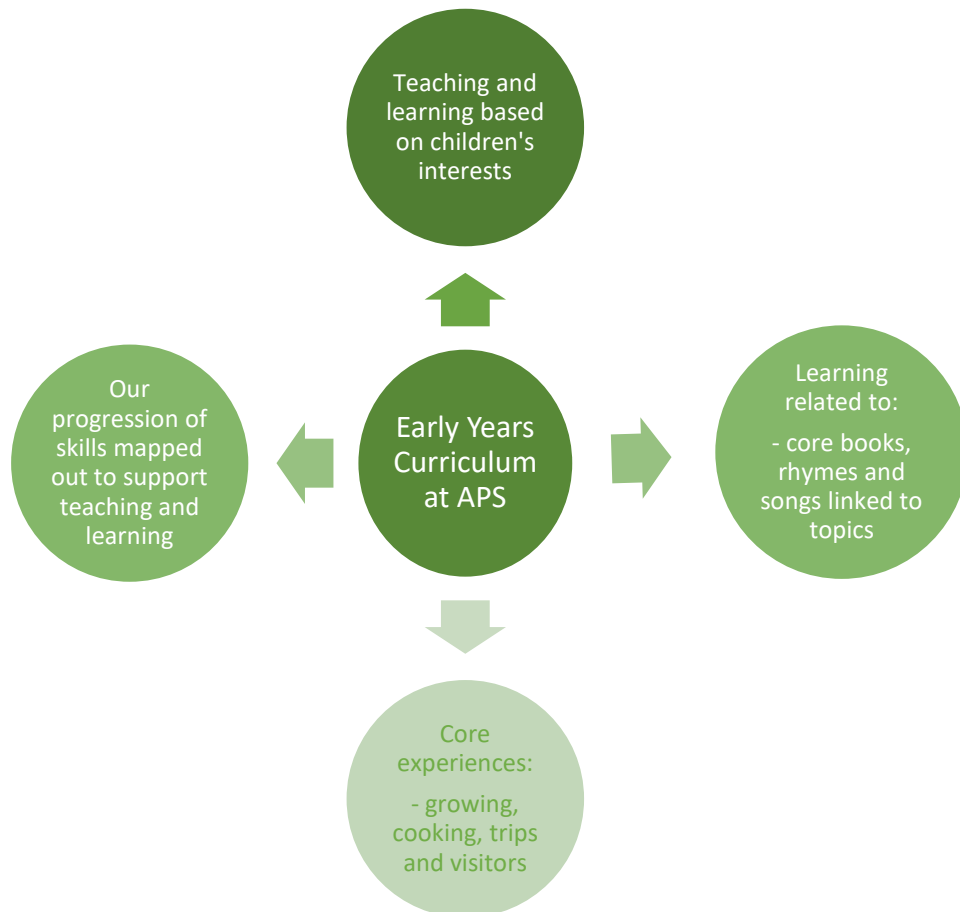 Teaching and
learning based
on children's
interests
Our
progression of
skills mapped
out to support
teaching and
learning
Early Years
Curriculum
at APS
Learning
related to:
- core books,
rhymes and
songs linked to
topics
Core
experiences:
- growing,
cooking, trips
and visitors